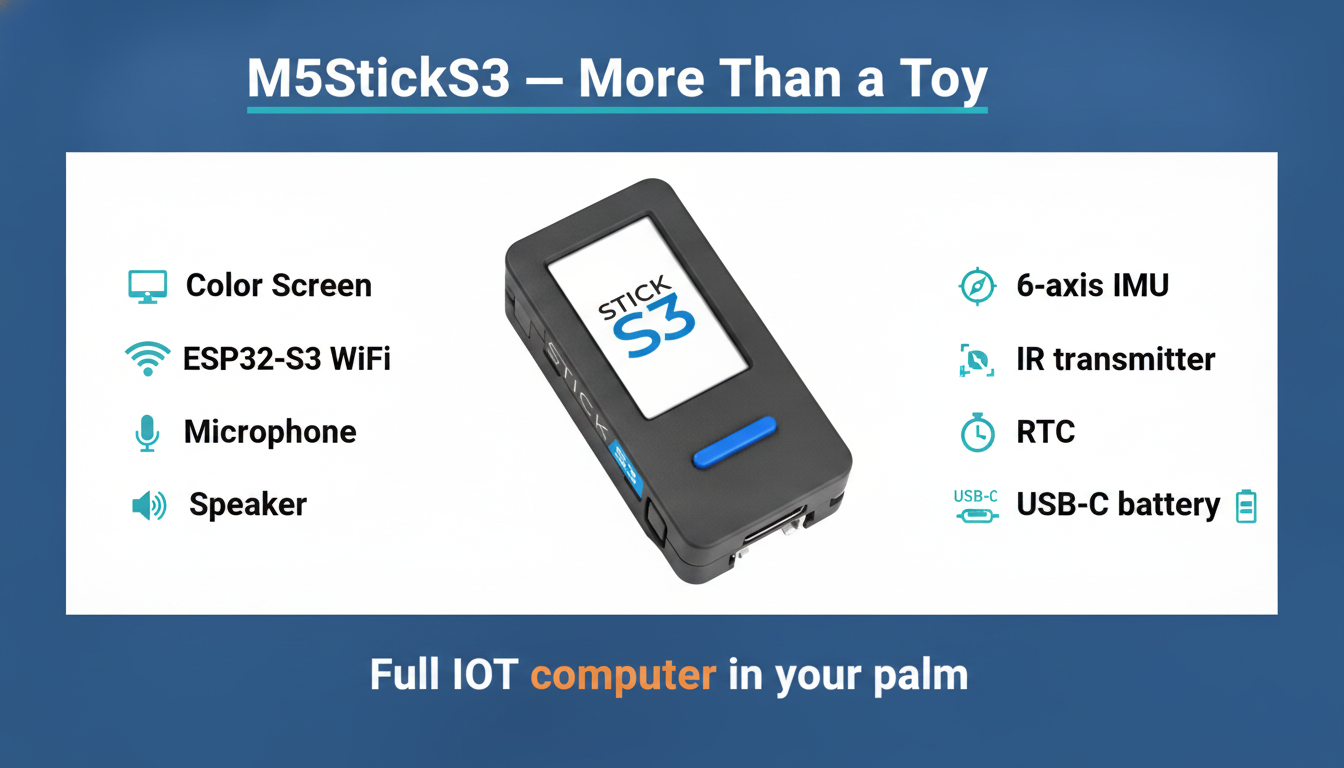 M5StickS3 — More Than a Toy
Color Screen
ESP32-S3 WiFi
Microphone
Speaker
STICK
S3
STICK
S3
6-axis IMU
IR transmitter
RTC
USB-C
USB-C battery
Full IOT computer in your palm